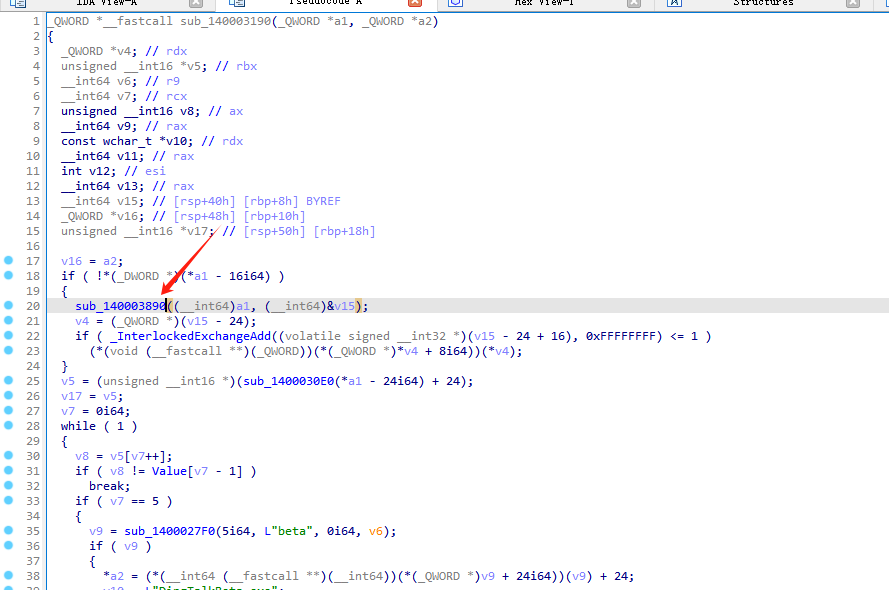 IDA View-A Pseudocode A Hex View-1 Structures
1 _QWORD *__fastcall sub_140003190(_QWORD *a1, _QWORD *a2)
2 {
3 _QWORD *v4; // rdx
4 unsigned __int16 *v5; // rbx
5 __int64 v6; // r9
6 __int64 v7; // rcx
7 unsigned __int16 v8; // ax
8 __int64 v9; // rax
9 const wchar_t *v10; // rdx
10 __int64 v11; // rax
11 int v12; // esi
12 __int64 v13; // rax
13 __int64 v15; // [rsp+40h] [rbp+8h] BYREF
14 _QWORD *v16; // [rsp+48h] [rbp+10h]
15 unsigned __int16 *v17; // [rsp+50h] [rbp+18h]
16
17 v16 = a2;
18 if ( !*(_DWORD *)(*a1 - 16i64) )
19 {
20 sub_140003890((__int64)a1, (__int64)&v15);
21 v4 = (_QWORD *)(v15 - 24);
22 if ( _InterlockedExchangeAdd((volatile signed __int32 *)(v15 - 24 + 16), 0xFFFFFFFF) <= 1 )
23 (*(void (__fastcall **)(_QWORD))(*(_QWORD *)*v4 + 8i64))(*v4);
24 }
25 v5 = (unsigned __int16 *)(sub_1400030E0(*a1 - 24i64) + 24);
26 v17 = v5;
27 v7 = 0i64;
28 while ( 1 )
29 {
30 v8 = v5[v7++];
31 if ( v8 != Value[v7 - 1] )
32 break;
33 if ( v7 == 5 )
34 {
35 v9 = sub_1400027F0(5i64, L"beta", 0i64, v6);
36 if ( v9 )
37 {
38 *a2 = (*(__int64 (__fastcall **)(__int64))(*(_QWORD *)v9 + 24i64))(v9) + 24;